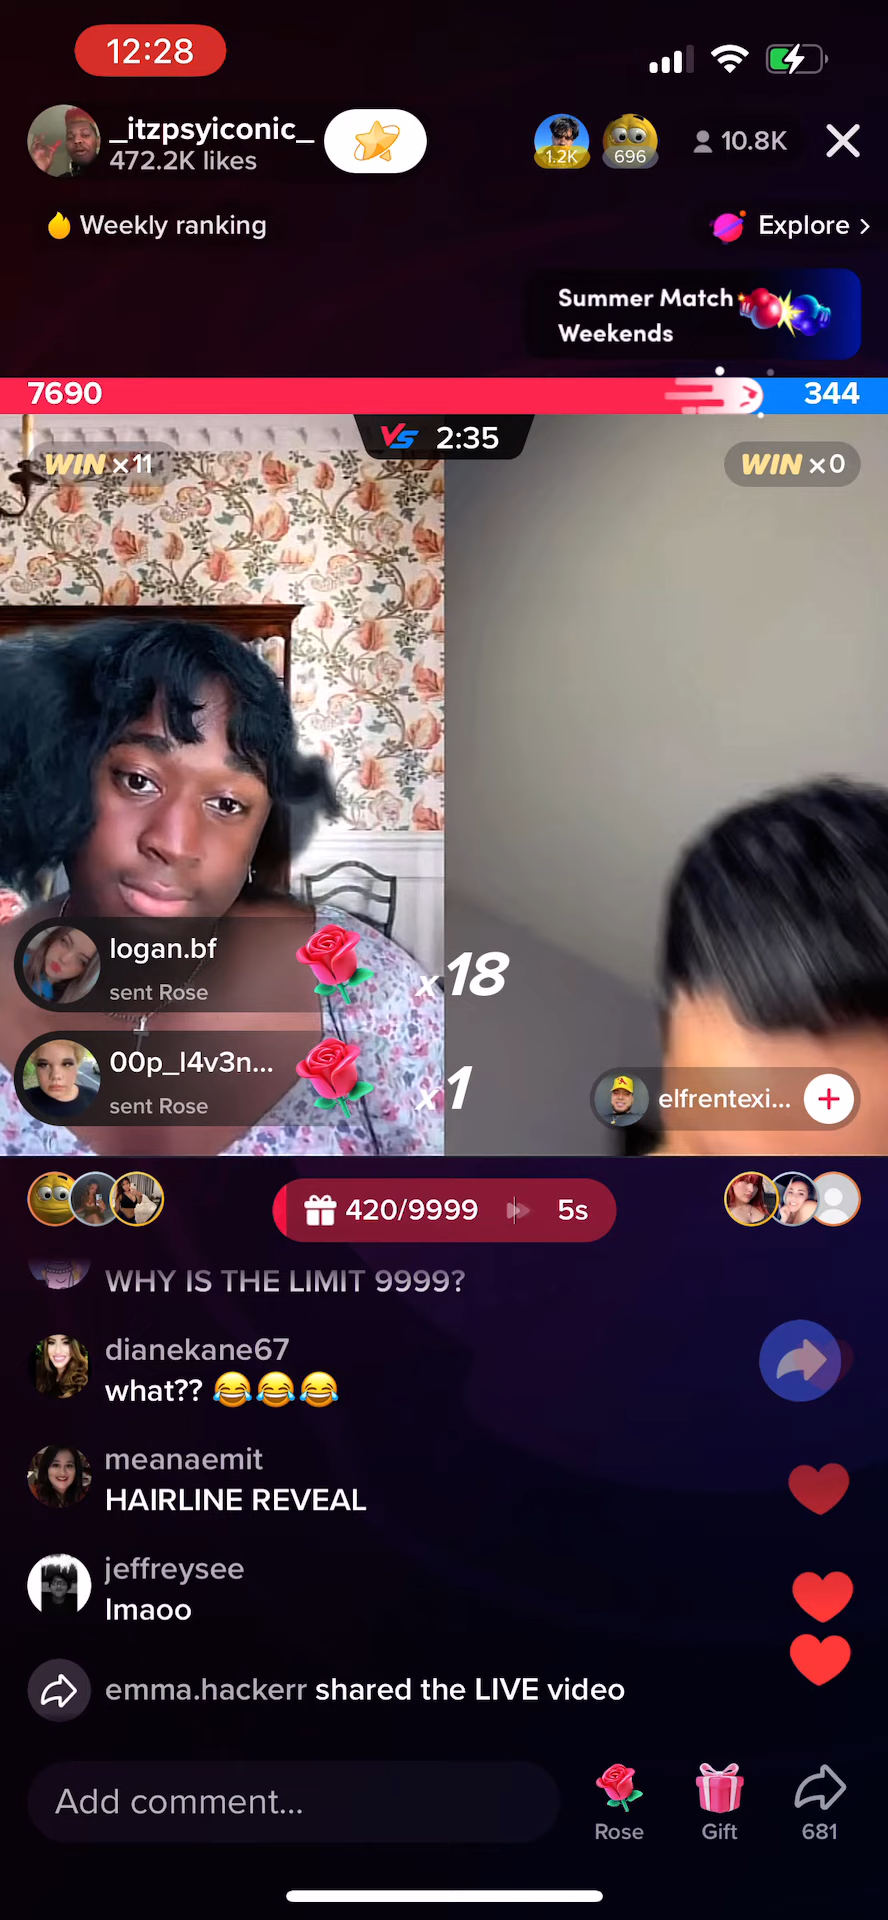 12:28
_itzpsyiconic_
472.2K likes
1.2K
696
10.8K
Weekly ranking
Explore >
Summer Match
Weekends
7690
344
VS 2:35
WIN x11
WIN x0
logan.bf
sent Rose
x18
00p_l4v3n...
sent Rose
x1
elfrentexi...
420/9999
5s
WHY IS THE LIMIT 9999?
dianekane67
what?? 😂😂😂
meanaemit
HAIRLINE REVEAL
jeffreysee
lmaoo
emma.hackerr shared the LIVE video
Add comment...
Rose
Gift
681